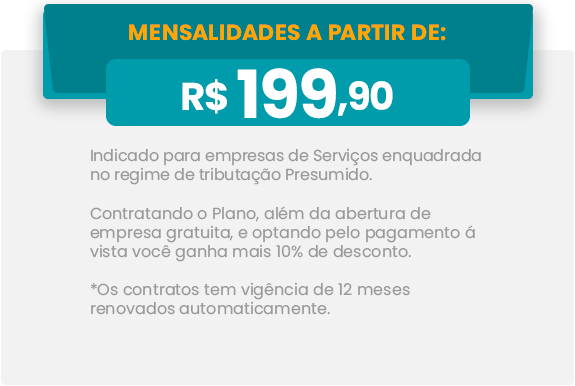 MENSALIDADES A PARTIR DE:
R$ 199,90
Indicado para empresas de Serviços enquadrada
no regime de tributação Presumido.
Contratando o Plano, além da abertura de
empresa gratuita, e optando pelo pagamento á
vista você ganha mais 10% de desconto.
*Os contratos tem vigência de 12 meses
renovados automaticamente.